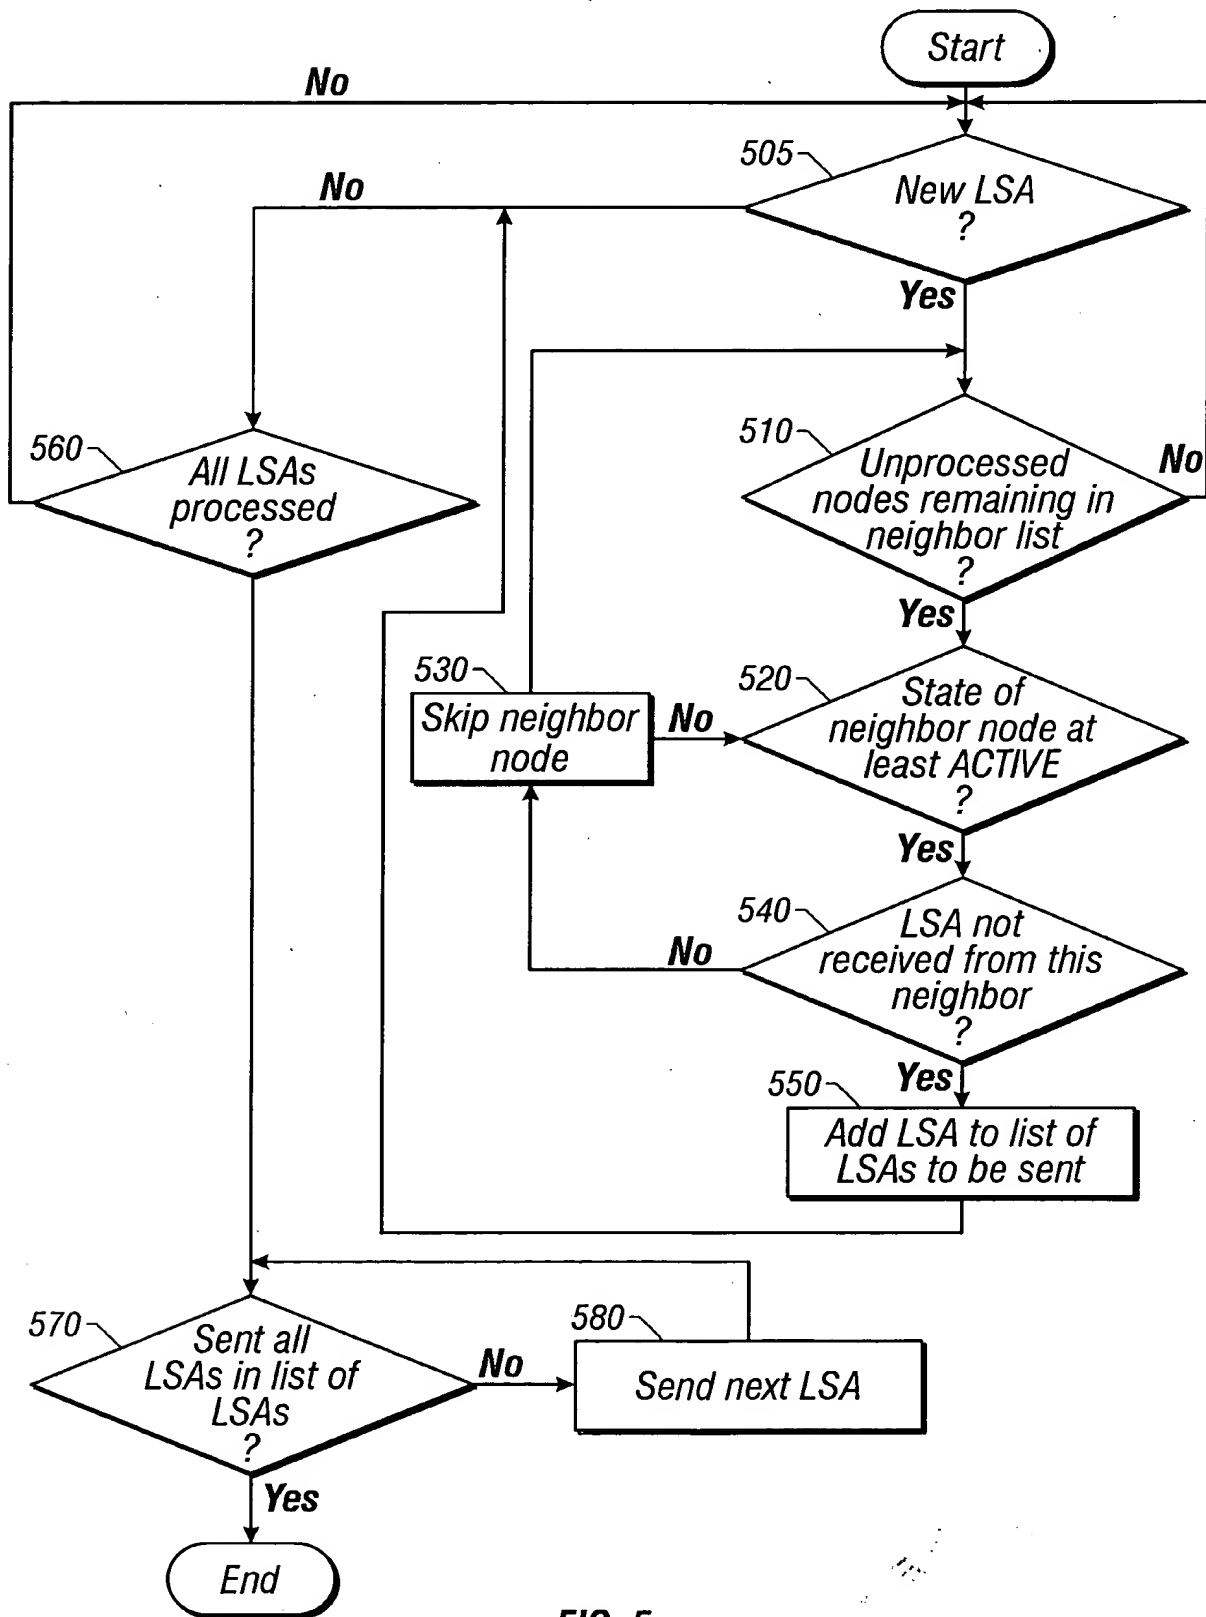 Start
No
505
New LSA
?
No
Yes
510
Unprocessed
nodes remaining in
neighbor list
?
No
Yes
560
All LSAs
processed
?
530
Skip neighbor
node
No
520
State of
neighbor node at
least ACTIVE
?
Yes
540
LSA not
received from this
neighbor
?
No
Yes
550
Add LSA to list of
LSAs to be sent
570
Sent all
LSAs in list of
LSAs
?
No
580
Send next LSA
Yes
End
FIG. 5